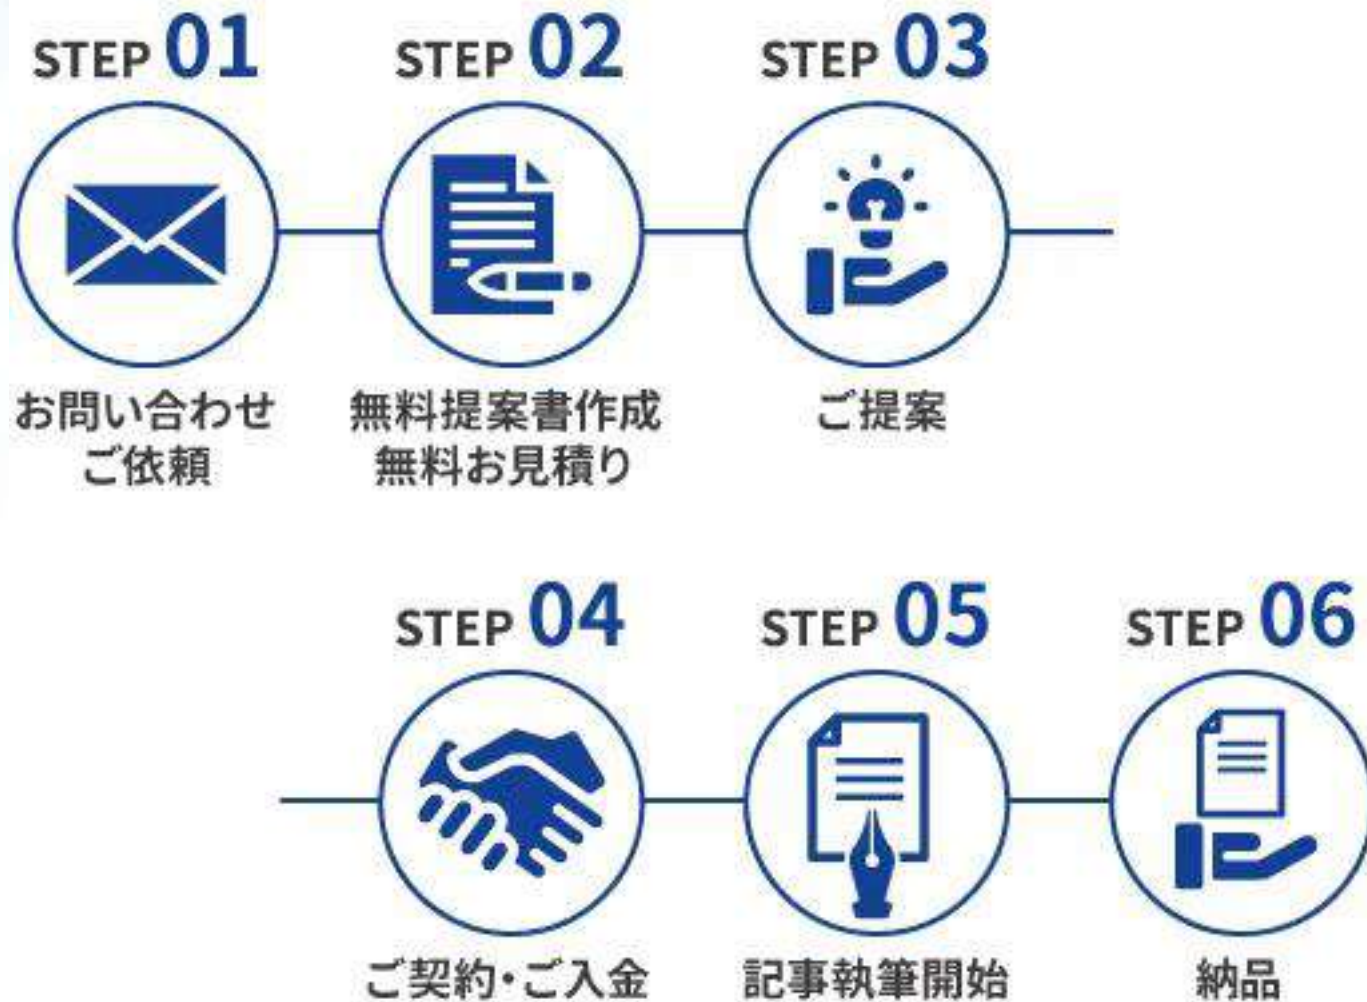 STEP 01
STEP 02
STEP 03
お問い合わせ
ご依頼
無料提案書作成
無料お見積り
ご提案
STEP 04
STEP 05
STEP 06
ご契約・ご入金
記事執筆開始
納品